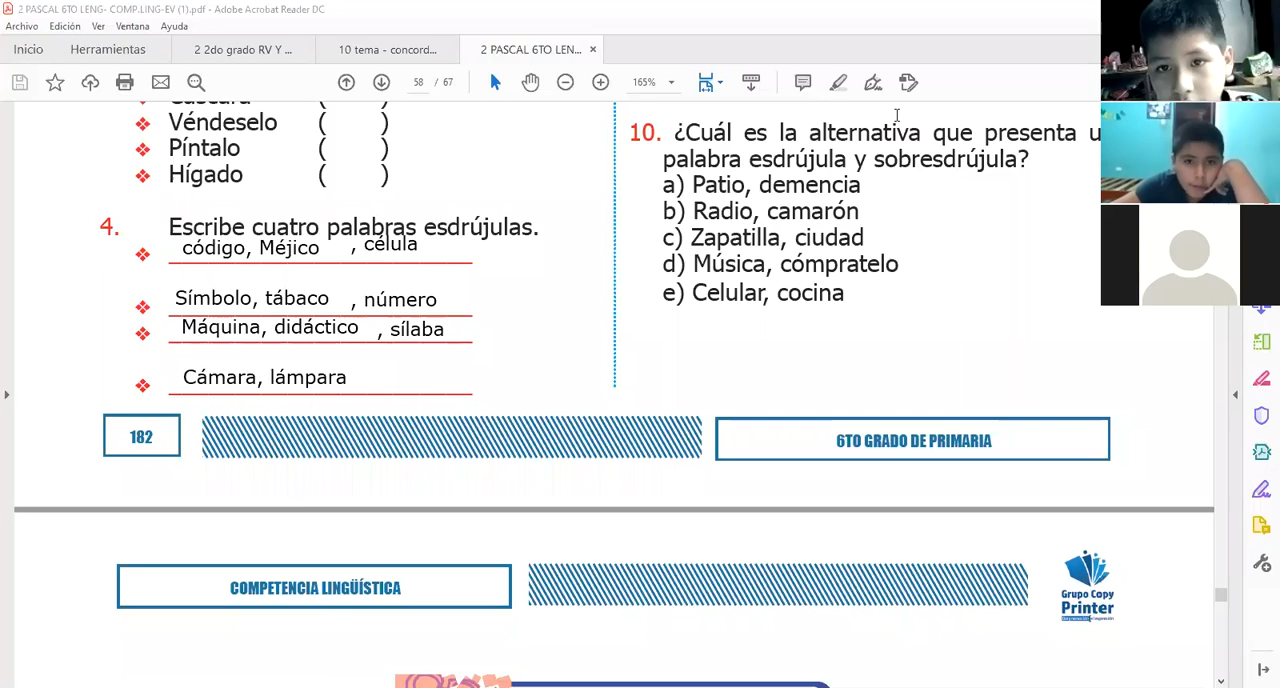 2 PASCAL 6TO LENG- COMP.LING-EV (1).pdf - Adobe Acrobat Reader DC
Archivo Edición Ver Ventana Ayuda
Inicio Herramientas 2 2do grado RV Y ... 10 tema - concord... 2 PASCAL 6TO LEN... ×
58 / 67 165%
Véndeselo ( )
Píntalo ( )
Hígado ( )
4. Escribe cuatro palabras esdrújulas.
código, Méjico , célula
Símbolo, tábaco , número
Máquina, didáctico , sílaba
Cámara, lámpara
10. ¿Cuál es la alternativa que presenta u
palabra esdrújula y sobresdrújula?
a) Patio, demencia
b) Radio, camarón
c) Zapatilla, ciudad
d) Música, cómpratelo
e) Celular, cocina
182
6TO GRADO DE PRIMARIA
COMPETENCIA LINGÜÍSTICA
Grupo Copy
Printer